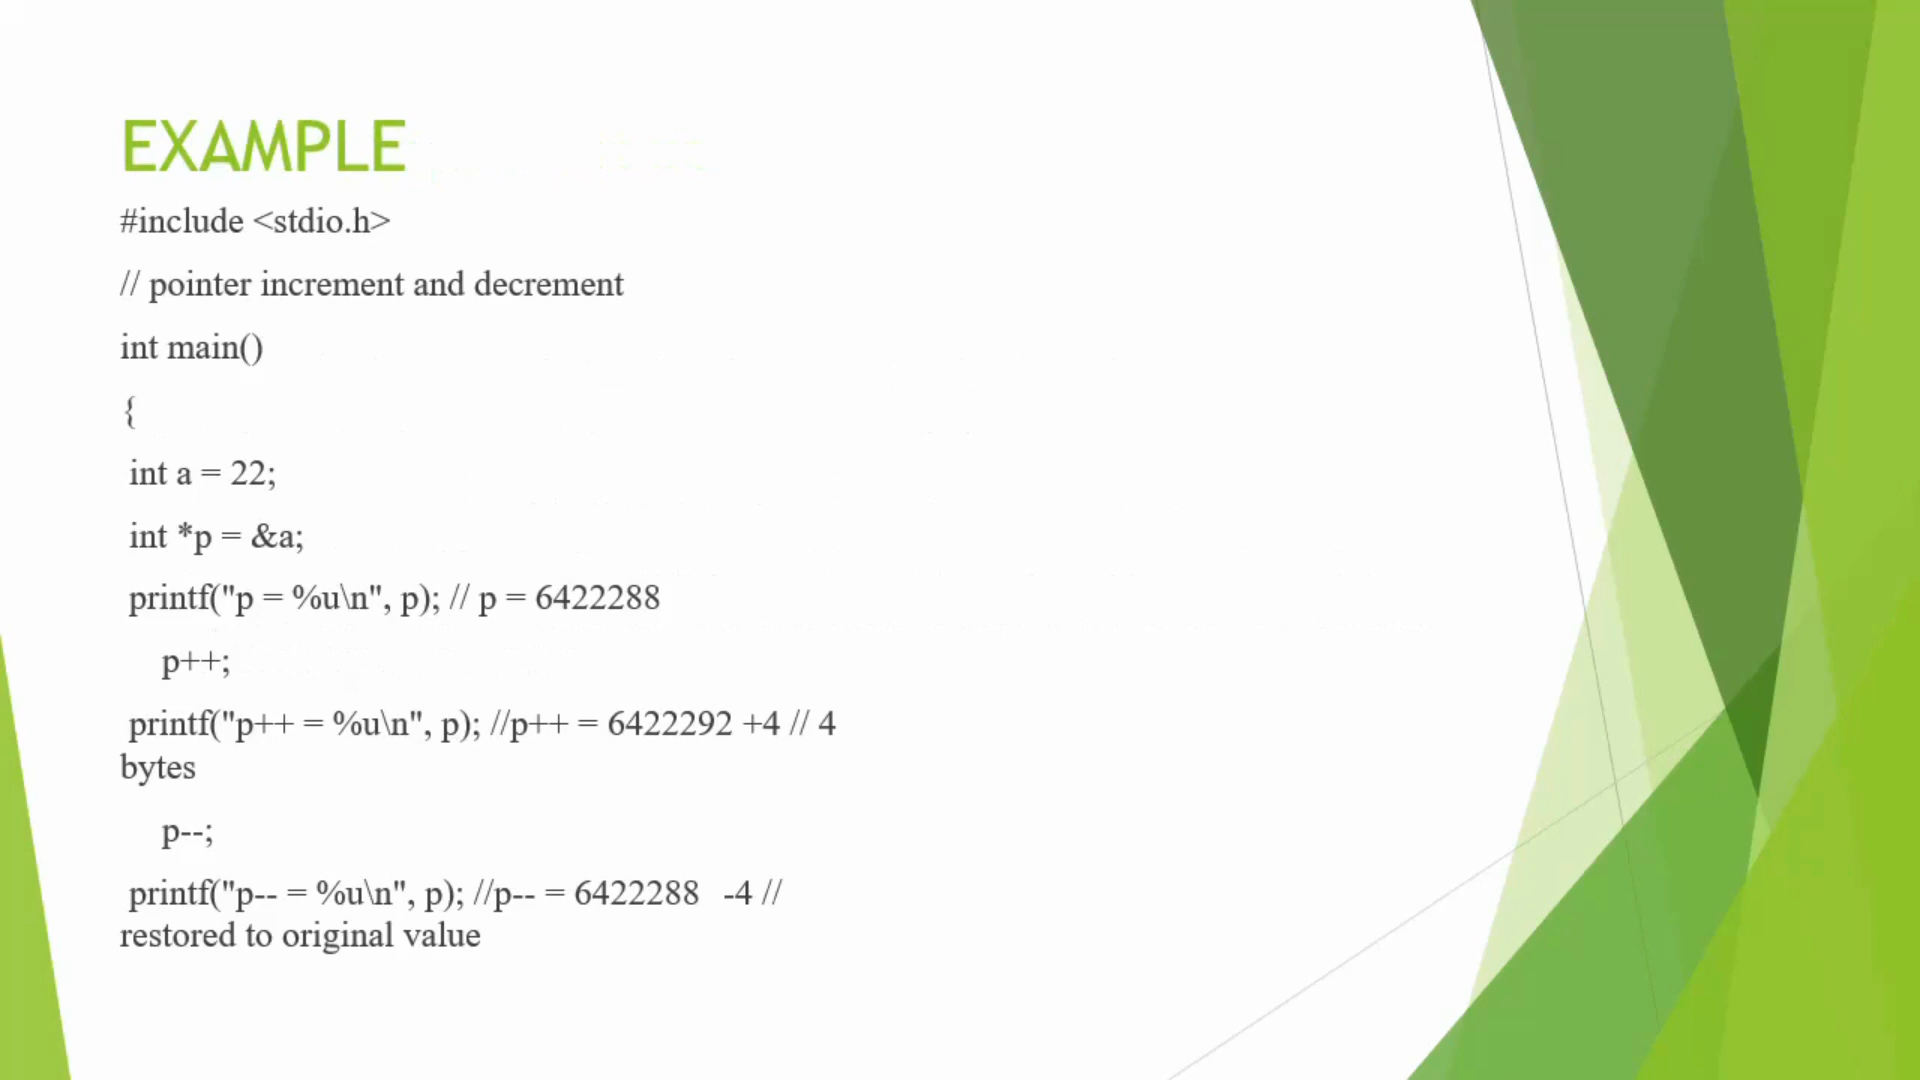 EXAMPLE
#include <stdio.h>
// pointer increment and decrement
int main()
{
int a = 22;
int *p = &a;
printf("p = %u\n", p); // p = 6422288
p++;
printf("p++ = %u\n", p); //p++ = 6422292 +4 // 4
bytes
p--;
printf("p-- = %u\n", p); //p-- = 6422288 -4 //
restored to original value